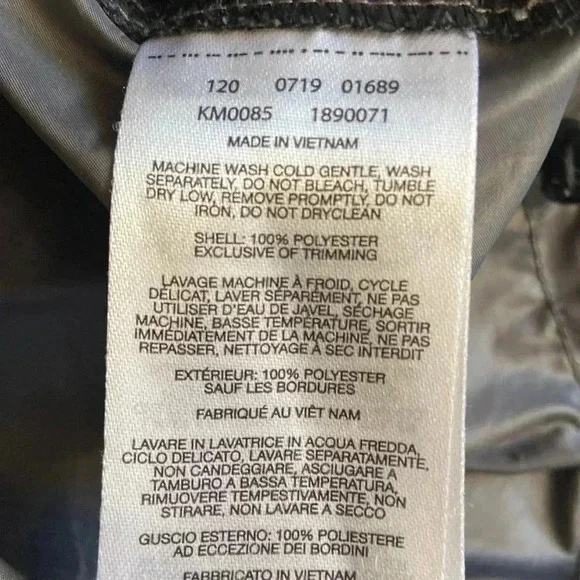 120 0719 01689
KM0085 1890071
MADE IN VIETNAM
MACHINE WASH COLD GENTLE, WASH
SEPARATELY, DO NOT BLEACH, TUMBLE
DRY LOW, REMOVE PROMPTLY, DO NOT
IRON, DO NOT DRYCLEAN
SHELL: 100% POLYESTER
EXCLUSIVE OF TRIMMING
LAVAGE MACHINE À FROID, CYCLE
DÉLICAT, LAVER SÉPARÉMENT, NE PAS
UTILISER D'EAU DE JAVEL, SÉCHAGE
MACHINE, BASSE TEMPÉRATURE, SORTIR
IMMÉDIATEMENT DE LA MACHINE, NE PAS
REPASSER, NETTOYAGE À SEC INTERDIT
EXTÉRIEUR: 100% POLYESTER
SAUF LES BORDURES
FABRIQUÉ AU VIÊT NAM
LAVARE IN LAVATRICE IN ACQUA FREDDA,
CICLO DELICATO, LAVARE SEPARATAMENTE,
NON CANDEGGIARE, ASCIUGARE A
TAMBURO A BASSA TEMPERATURA,
RIMUOVERE TEMPESTIVAMENTE, NON
STIRARE, NON LAVARE A SECCO
GUSCIO ESTERNO: 100% POLIESTERE
AD ECCEZIONE DEI BORDINI
FABBRICATO IN VIETNAM